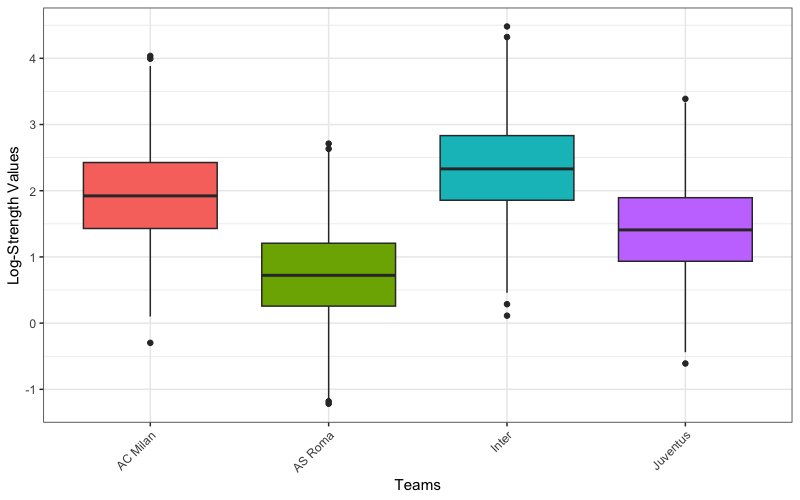 Log-Strength Values
4
3
2
1
0
-1
AC Milan
AS Roma
Inter
Juventus
Teams